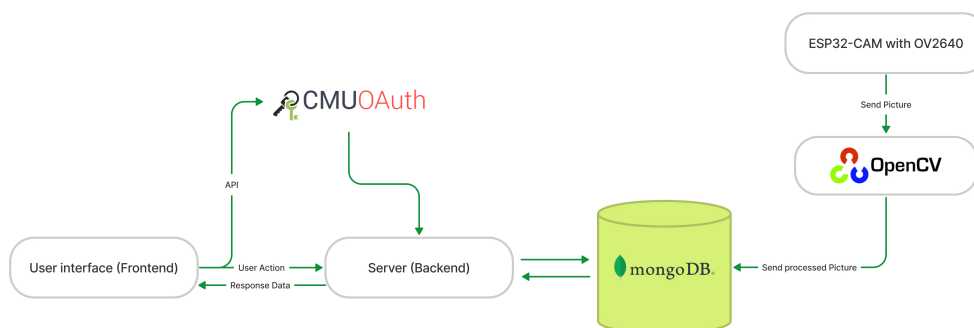 ESP32-CAM with OV2640
Send Picture
CMUOAuth
OpenCV
API
User interface (Frontend)
User Action
Response Data
Server (Backend)
mongoDB®
Send processed Picture